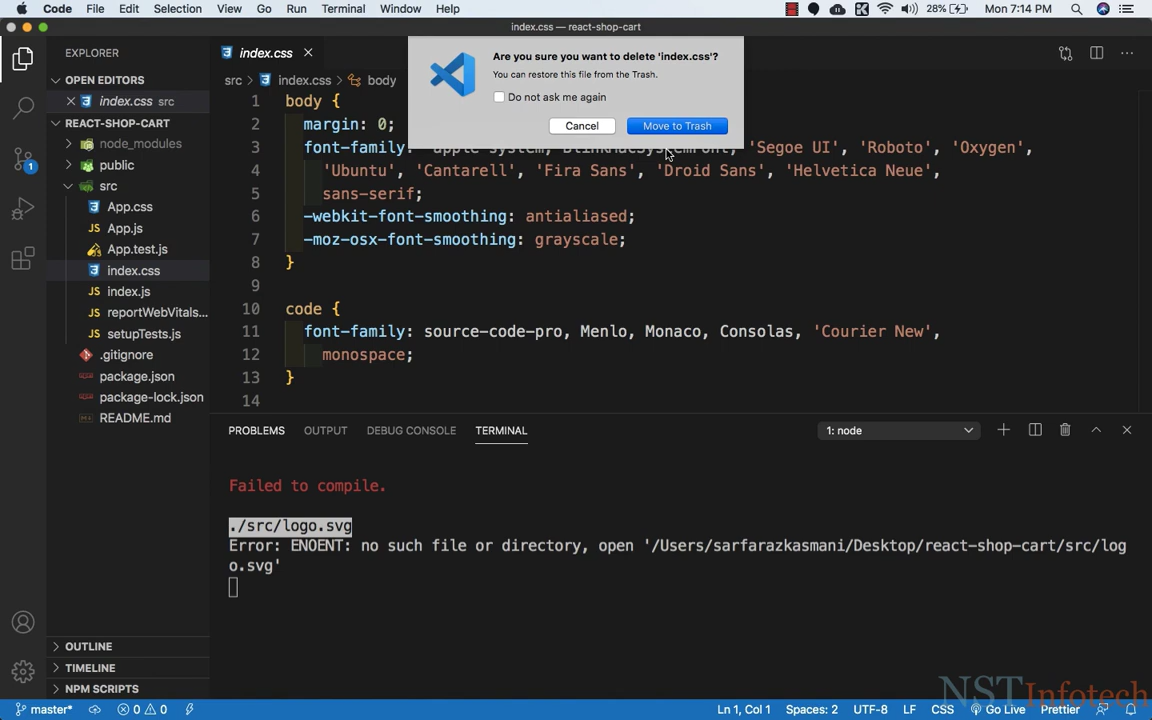 Code File Edit Selection View Go Run Terminal Window Help 28% Mon 7:14 PM
index.css — react-shop-cart
EXPLORER
index.css
Are you sure you want to delete 'index.css'?
You can restore this file from the Trash.
Do not ask me again
Cancel Move to Trash
OPEN EDITORS
index.css src
REACT-SHOP-CART
node_modules
public
src
App.css
App.js
App.test.js
index.css
index.js
reportWebVitals...
setupTests.js
.gitignore
package.json
package-lock.json
README.md
OUTLINE
TIMELINE
NPM SCRIPTS
1
src > index.css > body
1 body {
2 margin: 0;
3 font-family: 'Segoe UI', 'Roboto', 'Oxygen',
4 'Ubuntu', 'Cantarell', 'Fira Sans', 'Droid Sans', 'Helvetica Neue',
5 sans-serif;
6 -webkit-font-smoothing: antialiased;
7 -moz-osx-font-smoothing: grayscale;
8 }
9
10 code {
11 font-family: source-code-pro, Menlo, Monaco, Consolas, 'Courier New',
12 monospace;
13 }
14
PROBLEMS OUTPUT DEBUG CONSOLE TERMINAL 1: node
Failed to compile.
./src/logo.svg
Error: ENOENT: no such file or directory, open '/Users/sarfarazkasmani/Desktop/react-shop-cart/src/log
o.svg'
NSTInfotech
master* 0 0 Ln 1, Col 1 Spaces: 2 UTF-8 LF CSS Go Live Prettier